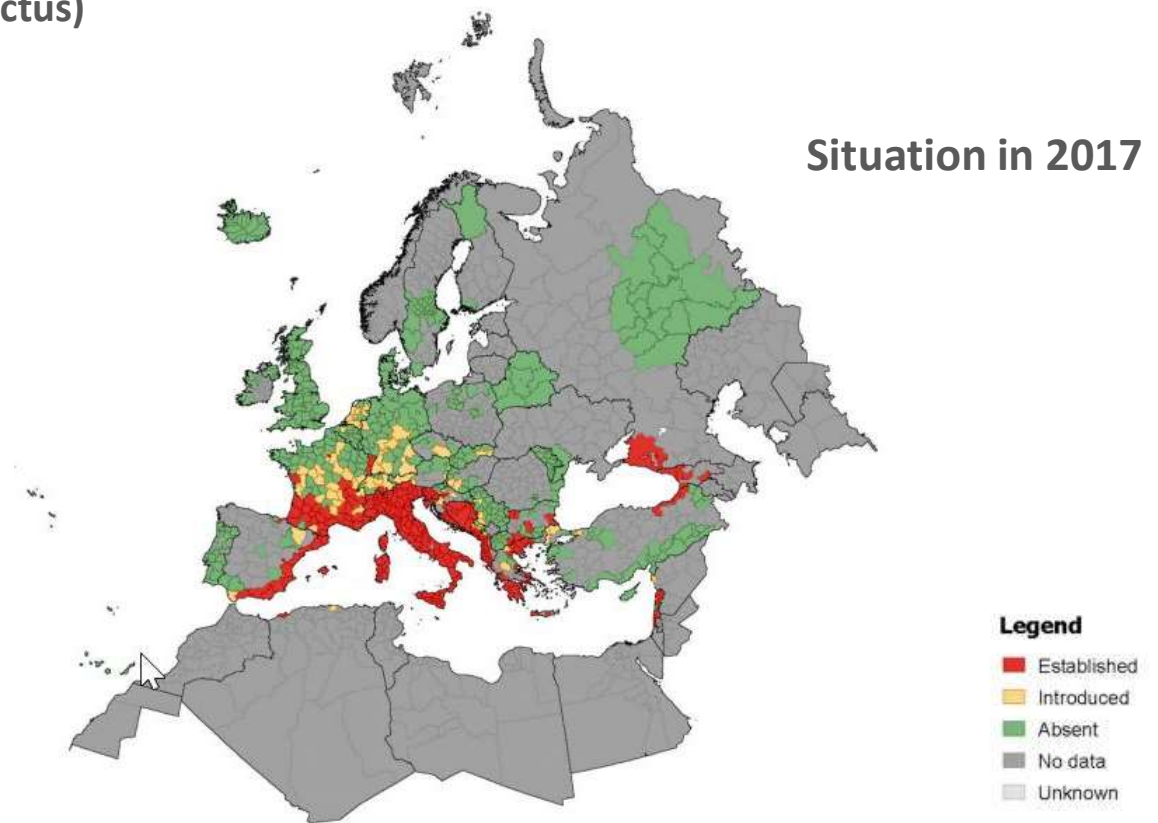 ctus)
Situation in 2017
Legend
Established
Introduced
Absent
No data
Unknown